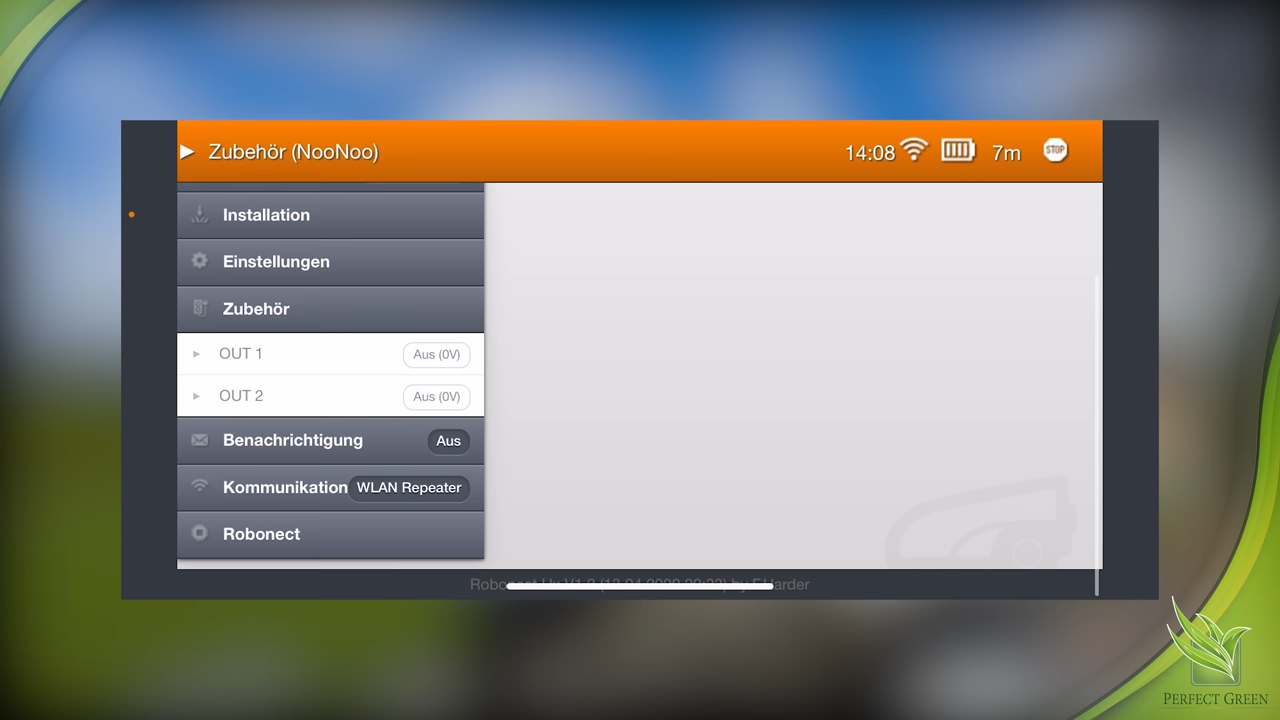 Zubehör (NooNoo)
14:08
7m
STOP
Installation
Einstellungen
Zubehör
OUT 1
Aus (0V)
OUT 2
Aus (0V)
Benachrichtigung
Aus
Kommunikation
WLAN Repeater
Robonect
PERFECT GREEN